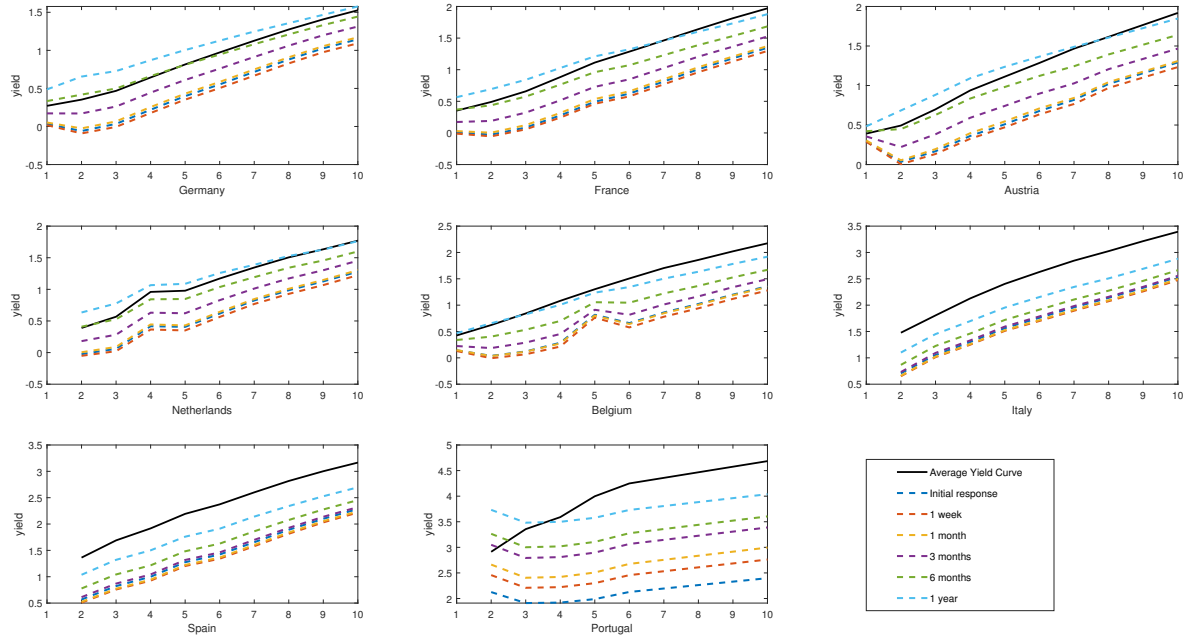 yield
1.5
1
0.5
0
-0.5
1 2 3 4 5 6 7 8 9 10
Germany
yield
2
1.5
1
0.5
0
-0.5
1 2 3 4 5 6 7 8 9 10
France
yield
2
1.5
1
0.5
0
1 2 3 4 5 6 7 8 9 10
Austria
yield
2
1.5
1
0.5
0
-0.5
1 2 3 4 5 6 7 8 9 10
Netherlands
yield
2.5
2
1.5
1
0.5
0
-0.5
1 2 3 4 5 6 7 8 9 10
Belgium
yield
3.5
3
2.5
2
1.5
1
0.5
1 2 3 4 5 6 7 8 9 10
Italy
yield
3.5
3
2.5
2
1.5
1
0.5
1 2 3 4 5 6 7 8 9 10
Spain
yield
5
4.5
4
3.5
3
2.5
2
1 2 3 4 5 6 7 8 9 10
Portugal
Average Yield Curve
Initial response
1 week
1 month
3 months
6 months
1 year